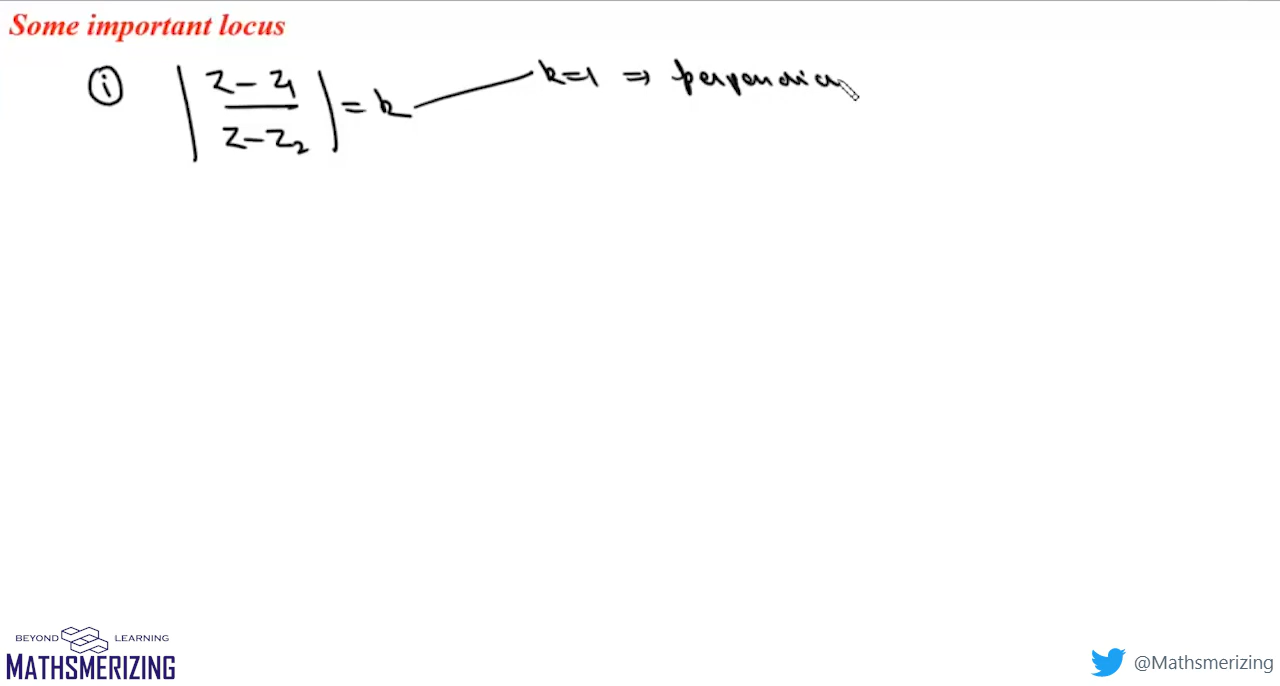 Some important locus
(i) | z - z₁ / z - z₂ | = k — k=1 ⇒ perpendicu
BEYOND LEARNING
MATHSMERIZING
@Mathsmerizing